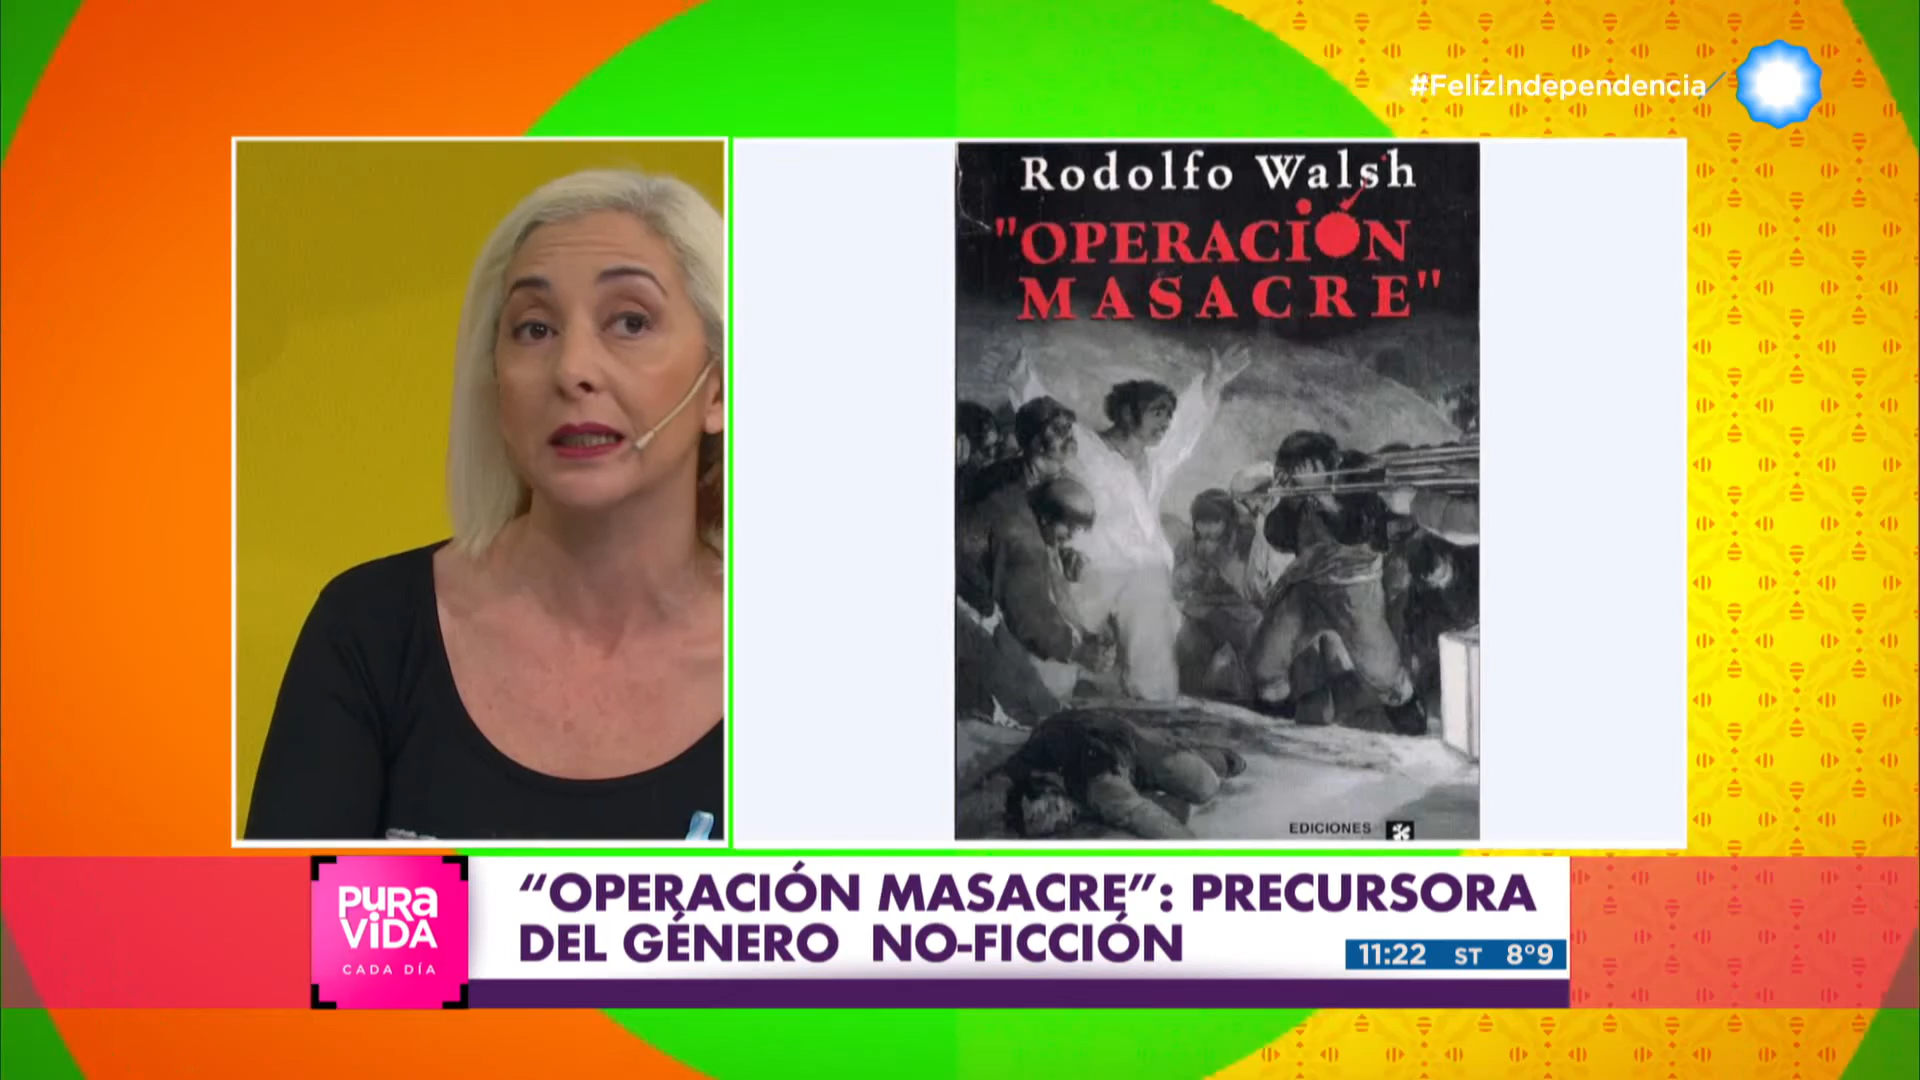 #FelizIndependencia
Rodolfo Walsh
"OPERACIÓN
MASACRE"
EDICIONES
PURA
VIDA
CADA DÍA
“OPERACIÓN MASACRE”: PRECURSORA
DEL GÉNERO NO-FICCIÓN
11:22 ST 8°9